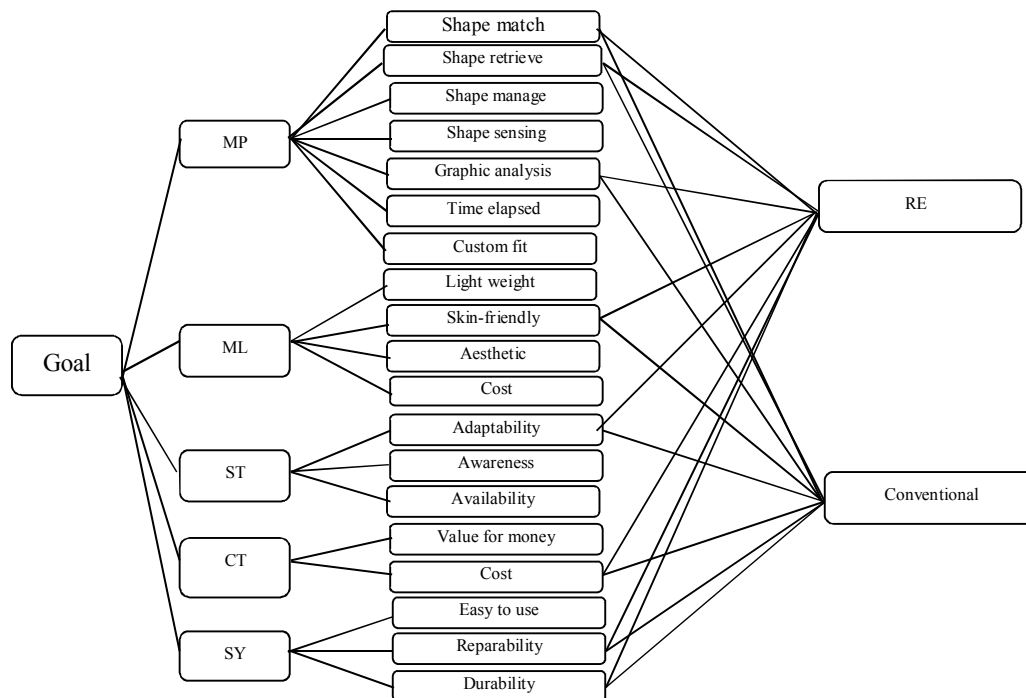 Goal
MP
ML
ST
CT
SY
Shape match
Shape retrieve
Shape manage
Shape sensing
Graphic analysis
Time elapsed
Custom fit
Light weight
Skin-friendly
Aesthetic
Cost
Adaptability
Awareness
Availability
Value for money
Cost
Easy to use
Reparability
Durability
RE
Conventional